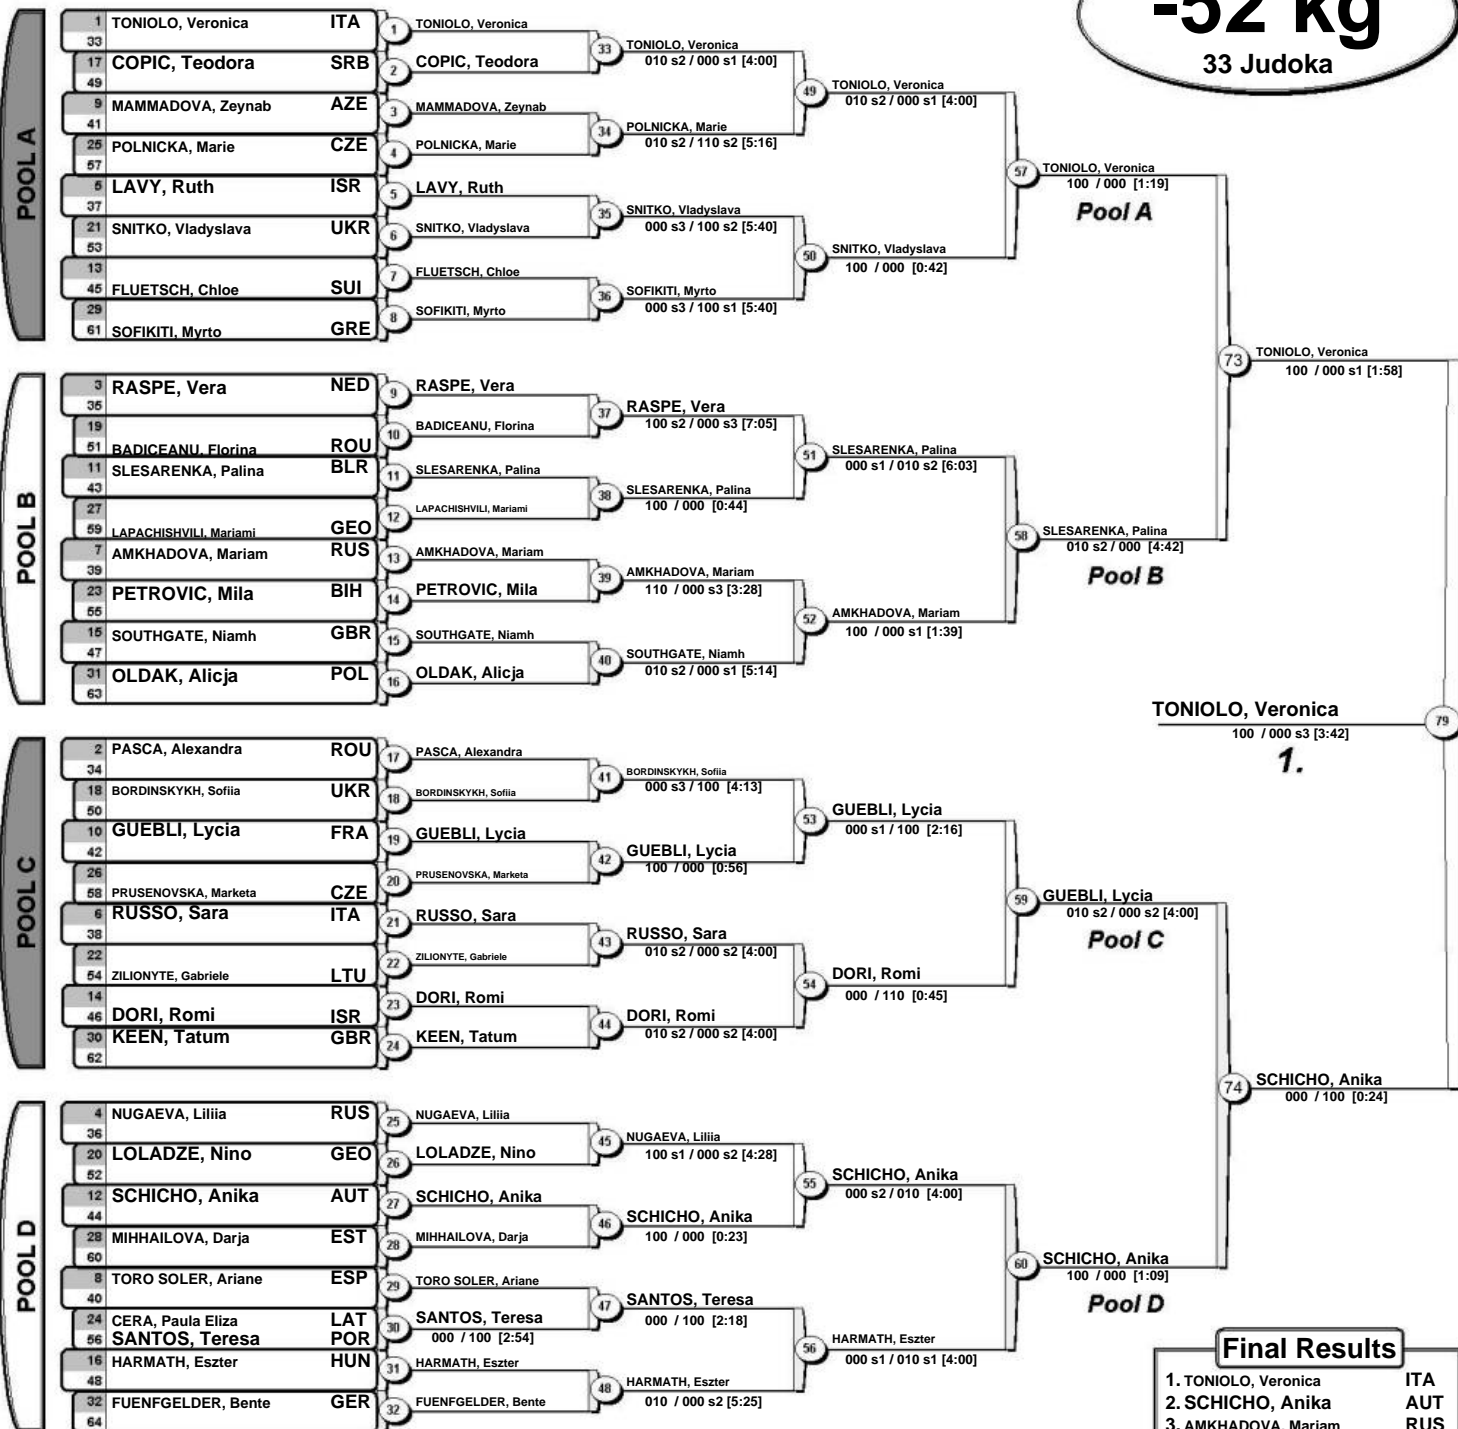 -52 kg
33 Judoka
POOL A
1 TONIOLO, Veronica ITA
33
17 COPIC, Teodora SRB
49
9 MAMMADOVA, Zeynab AZE
41
25 POLNICKA, Marie CZE
57
5 LAVY, Ruth ISR
37
21 SNITKO, Vladyslava UKR
53
13
45 FLUETSCH, Chloe SUI
29
61 SOFIKITI, Myrto GRE
1 TONIOLO, Veronica
2 COPIC, Teodora
3 MAMMADOVA, Zeynab
4 POLNICKA, Marie
5 LAVY, Ruth
6 SNITKO, Vladyslava
7 FLUETSCH, Chloe
8 SOFIKITI, Myrto
33 TONIOLO, Veronica
010 s2 / 000 s1 [4:00]
34 POLNICKA, Marie
010 s2 / 110 s2 [5:16]
35 SNITKO, Vladyslava
000 s3 / 100 s2 [5:40]
36 SOFIKITI, Myrto
000 s3 / 100 s1 [5:40]
49 TONIOLO, Veronica
010 s2 / 000 s1 [4:00]
50 SNITKO, Vladyslava
100 / 000 [0:42]
57 TONIOLO, Veronica
100 / 000 [1:19]
Pool A
POOL B
3 RASPE, Vera NED
35
19
51 BADICEANU, Florina ROU
11 SLESARENKA, Palina BLR
43
27
59 LAPACHISHVILI, Mariami GEO
7 AMKHADOVA, Mariam RUS
39
23 PETROVIC, Mila BIH
55
15 SOUTHGATE, Niamh GBR
47
31 OLDAK, Alicja POL
63
9 RASPE, Vera
10 BADICEANU, Florina
11 SLESARENKA, Palina
12 LAPACHISHVILI, Mariami
13 AMKHADOVA, Mariam
14 PETROVIC, Mila
15 SOUTHGATE, Niamh
16 OLDAK, Alicja
37 RASPE, Vera
100 s2 / 000 s3 [7:05]
38 SLESARENKA, Palina
100 / 000 [0:44]
39 AMKHADOVA, Mariam
110 / 000 s3 [3:28]
40 SOUTHGATE, Niamh
010 s2 / 000 s1 [5:14]
51 SLESARENKA, Palina
000 s1 / 010 s2 [6:03]
52 AMKHADOVA, Mariam
100 / 000 s1 [1:39]
58 SLESARENKA, Palina
010 s2 / 000 [4:42]
Pool B
73 TONIOLO, Veronica
100 / 000 s1 [1:58]
TONIOLO, Veronica 79
100 / 000 s3 [3:42]
1.
POOL C
2 PASCA, Alexandra ROU
34
18 BORDINSKYKH, Sofiia UKR
50
10 GUEBLI, Lycia FRA
42
26
58 PRUSENOVSKA, Marketa CZE
6 RUSSO, Sara ITA
38
22
54 ZILIONYTE, Gabriele LTU
14
46 DORI, Romi ISR
30 KEEN, Tatum GBR
62
17 PASCA, Alexandra
18 BORDINSKYKH, Sofiia
19 GUEBLI, Lycia
20 PRUSENOVSKA, Marketa
21 RUSSO, Sara
22 ZILIONYTE, Gabriele
23 DORI, Romi
24 KEEN, Tatum
41 BORDINSKYKH, Sofiia
000 s3 / 100 [4:13]
42 GUEBLI, Lycia
100 / 000 [0:56]
43 RUSSO, Sara
010 s2 / 000 s2 [4:00]
44 DORI, Romi
010 s2 / 000 s2 [4:00]
53 GUEBLI, Lycia
000 s1 / 100 [2:16]
54 DORI, Romi
000 / 110 [0:45]
59 GUEBLI, Lycia
010 s2 / 000 s2 [4:00]
Pool C
POOL D
4 NUGAEVA, Liliia RUS
36
20 LOLADZE, Nino GEO
52
12 SCHICHO, Anika AUT
44
28 MIHHAILOVA, Darja EST
60
8 TORO SOLER, Ariane ESP
40
24 CERA, Paula Eliza LAT
56 SANTOS, Teresa POR
16 HARMATH, Eszter HUN
48
32 FUENFGELDER, Bente GER
64
25 NUGAEVA, Liliia
26 LOLADZE, Nino
27 SCHICHO, Anika
28 MIHHAILOVA, Darja
29 TORO SOLER, Ariane
30 SANTOS, Teresa
000 / 100 [2:54]
31 HARMATH, Eszter
32 FUENFGELDER, Bente
45 NUGAEVA, Liliia
100 s1 / 000 s2 [4:28]
46 SCHICHO, Anika
100 / 000 [0:23]
47 SANTOS, Teresa
000 / 100 [2:18]
48 HARMATH, Eszter
010 / 000 s2 [5:25]
55 SCHICHO, Anika
000 s2 / 010 [4:00]
56 HARMATH, Eszter
000 s1 / 010 s1 [4:00]
60 SCHICHO, Anika
100 / 000 [1:09]
Pool D
74 SCHICHO, Anika
000 / 100 [0:24]
Final Results
1. TONIOLO, Veronica ITA
2. SCHICHO, Anika AUT
3. AMKHADOVA, Mariam RUS